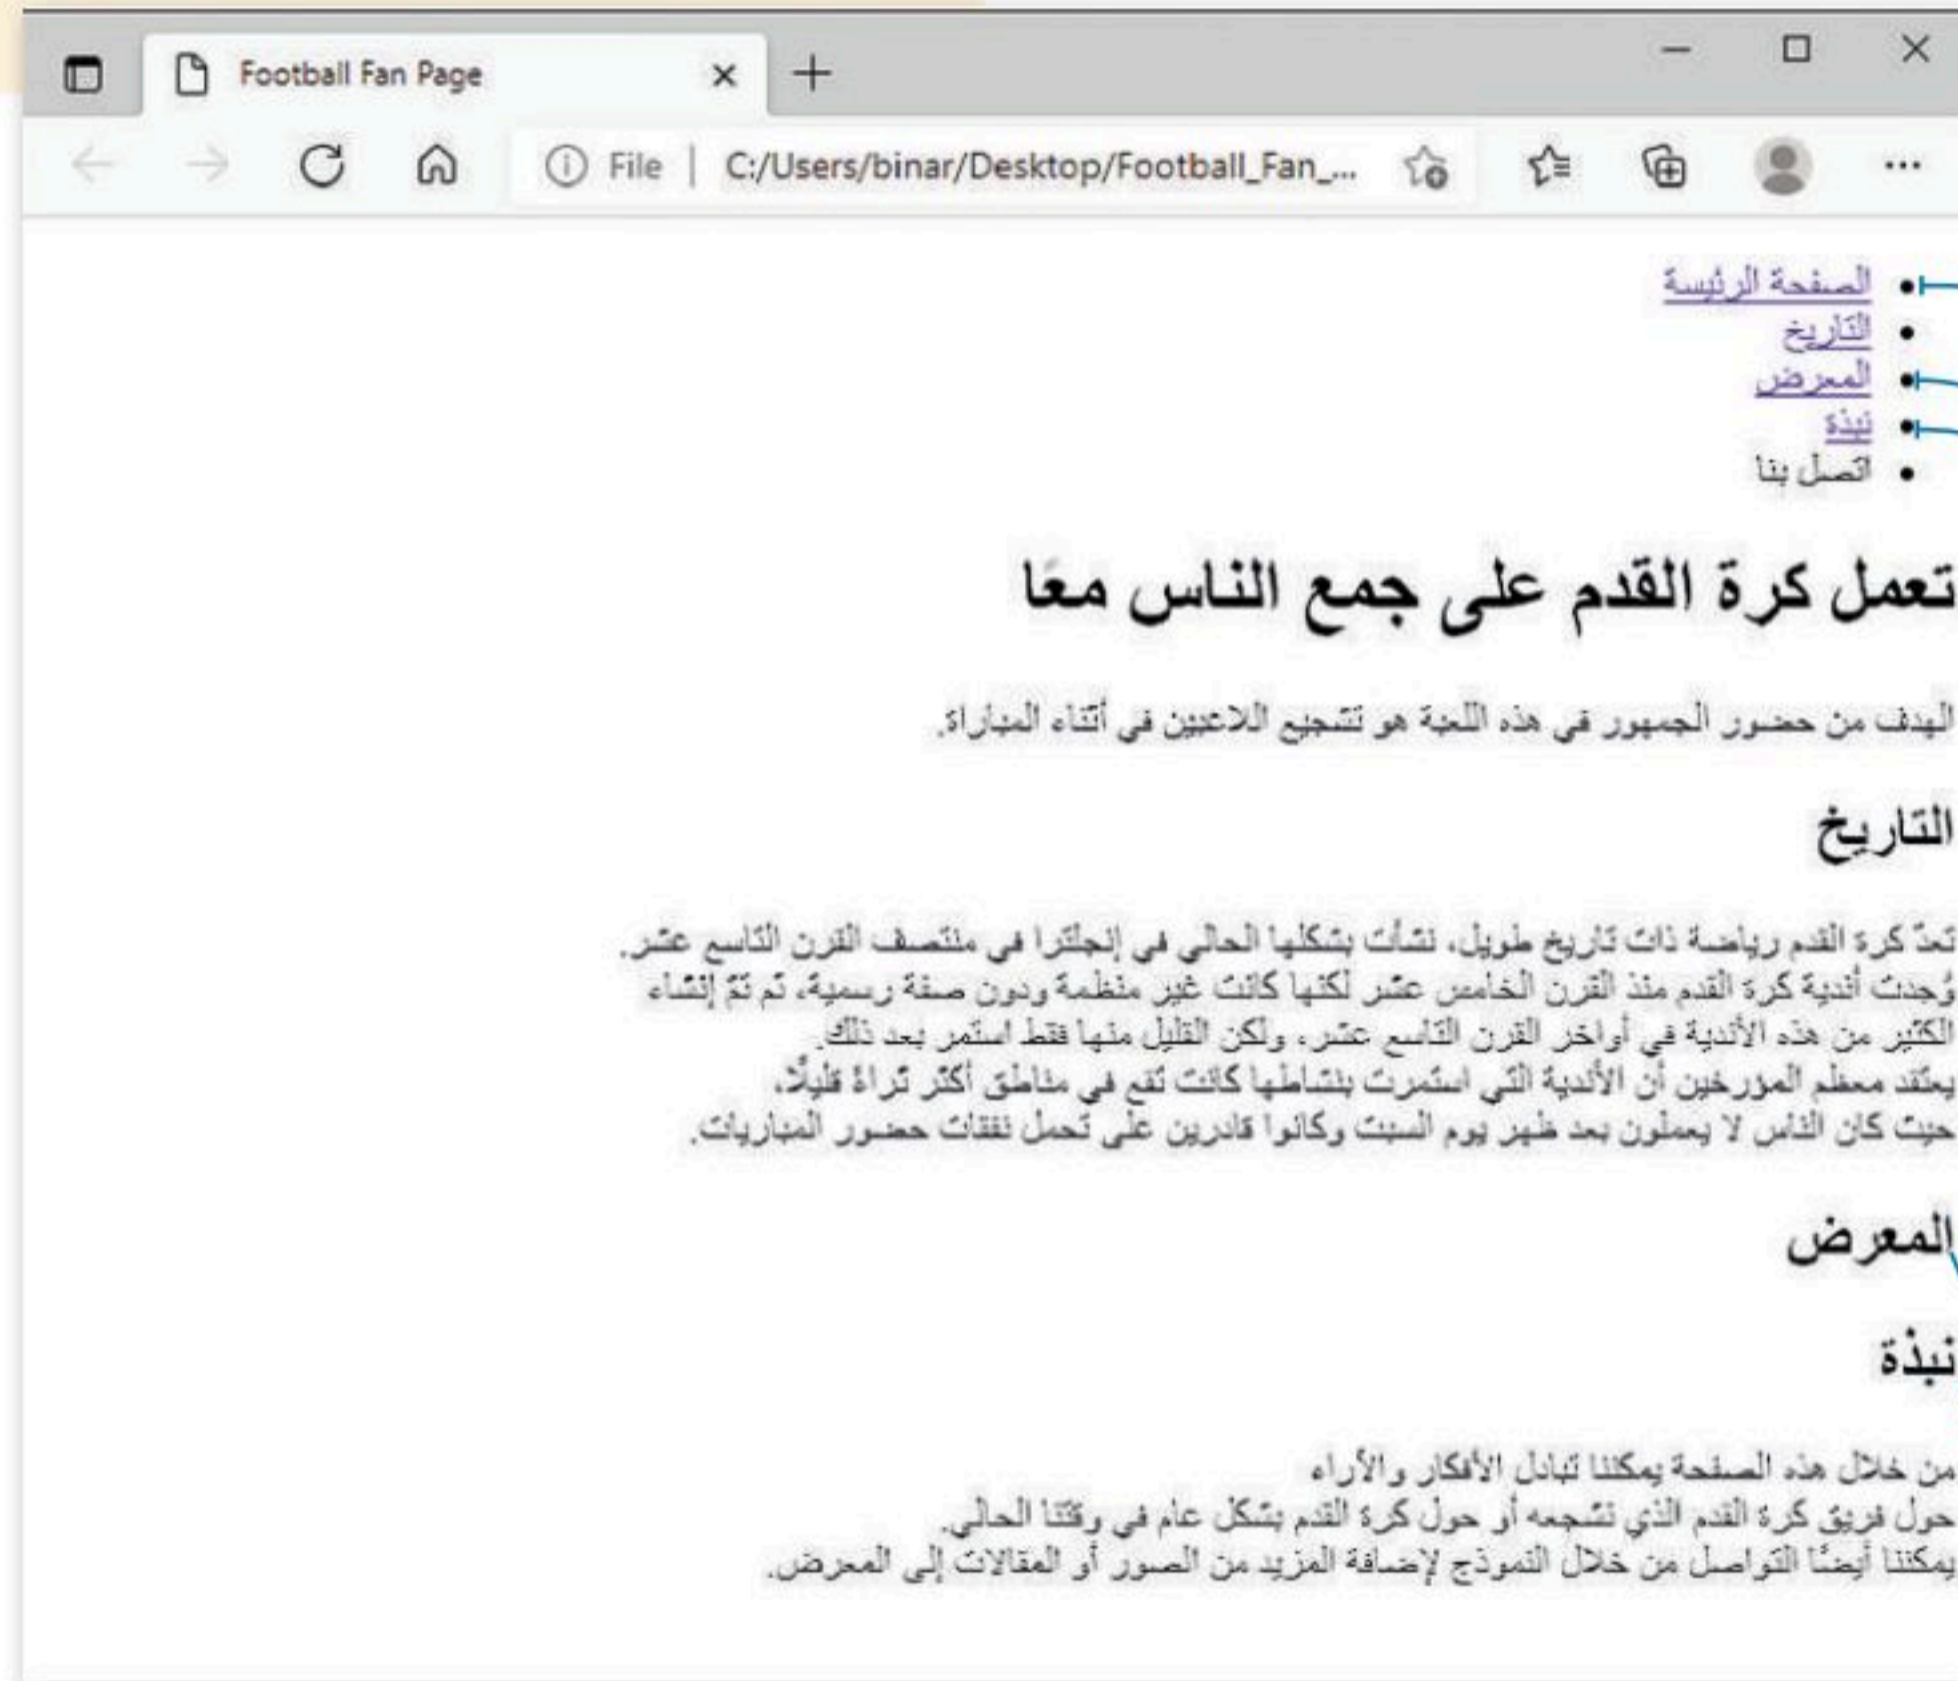 Football Fan Page
File | C:/Users/binar/Desktop/Football_Fan_...
الصفحة الرئيسة
التاريخ
المعرض
نبذة
اتصل بنا
تعمل كرة القدم على جمع الناس معًا
الهدف من حضور الجمهور في هذه اللعبة هو تشجيع اللاعبين في أثناء المباراة.
التاريخ
تعدّ كرة القدم رياضة ذات تاريخ طويل، نشأت بشكلها الحالي في إنجلترا في منتصف القرن التاسع عشر.
وُجدت أندية كرة القدم منذ القرن الخامس عشر لكنها كانت غير منظمة ودون صفة رسمية، ثم تمّ إنشاء
الكثير من هذه الأندية في أواخر القرن التاسع عشر، ولكن القليل منها فقط استمر بعد ذلك.
يعتقد معظم المؤرخين أن الأندية التي استمرت بنشاطها كانت تقع في مناطق أكثر ثراءً قليلًا،
حيث كان الناس لا يعملون بعد ظهر يوم السبت وكانوا قادرين على تحمل نفقات حضور المباريات.
المعرض
نبذة
من خلال هذه الصفحة يمكننا تبادل الأفكار والأراء
حول فريق كرة القدم الذي نشجعه أو حول كرة القدم بشكل عام في وقتنا الحالي.
يمكننا أيضًا التواصل من خلال النموذج لإضافة المزيد من الصور أو المقالات إلى المعرض.